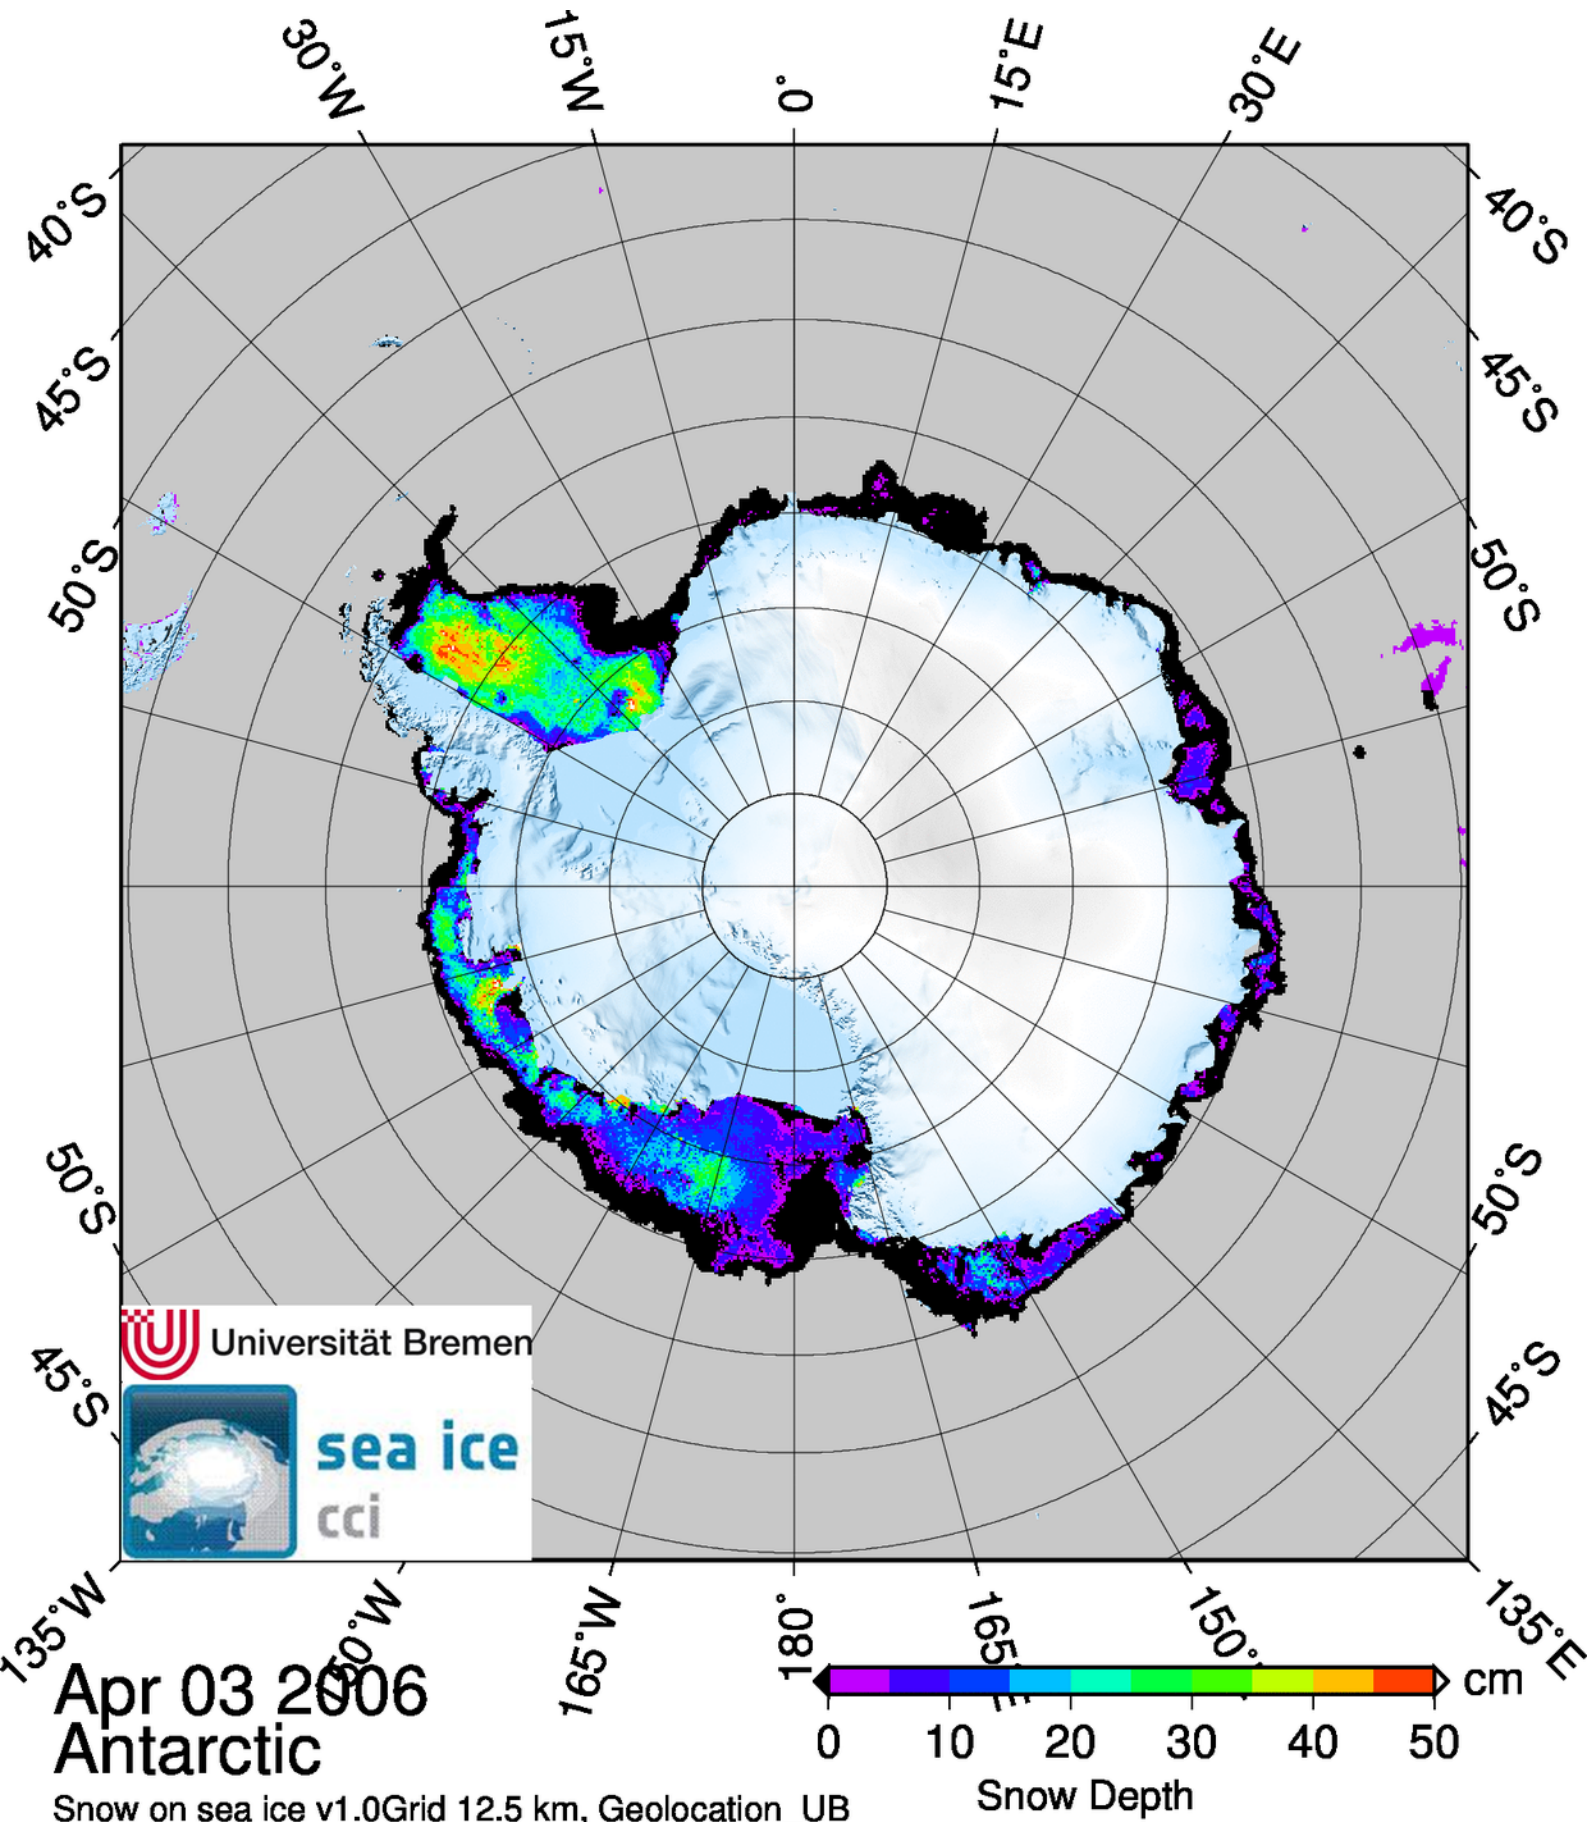 30°W 15°W 0° 15°E 30°E
40°S 40°S
45°S 45°S
50°S 50°S
50°S 50°S
45°S 45°S
Universität Bremen
sea ice
cci
135°W 150°W 165°W 180° 165°E 150° 135°E
Apr 03 2006
Antarctic
Snow on sea ice v1.0Grid 12.5 km, Geolocation UB
cm
0 10 20 30 40 50
Snow Depth